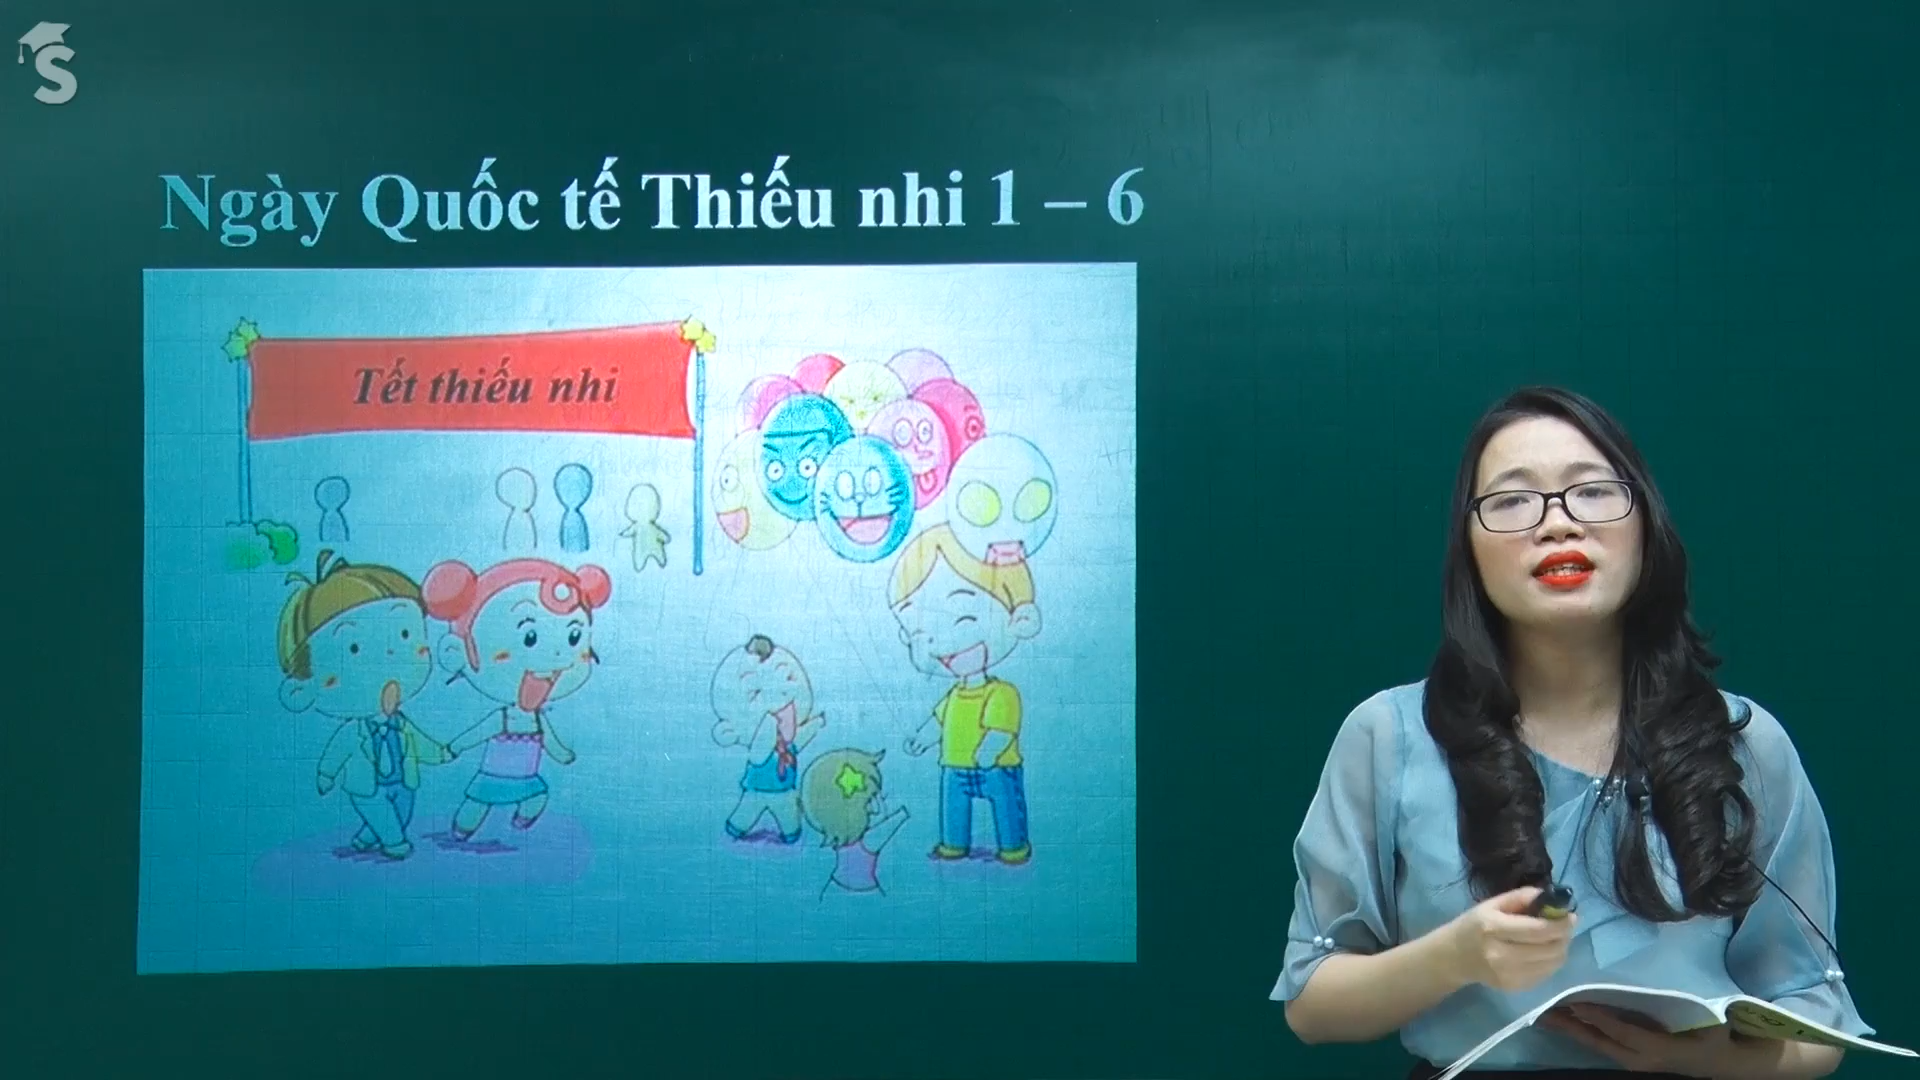 S
Ngày Quốc tế Thiếu nhi 1 – 6
Tết thiếu nhi